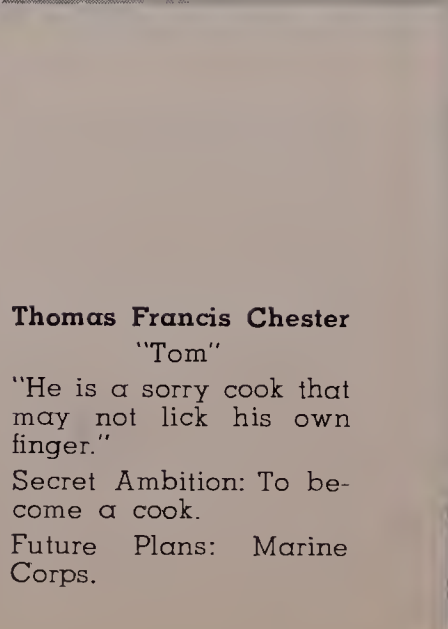 Thomas Francis Chester
"Tom"
"He is a sorry cook that
may not lick his own
finger."
Secret Ambition: To be-
come a cook.
Future Plans: Marine
Corps.